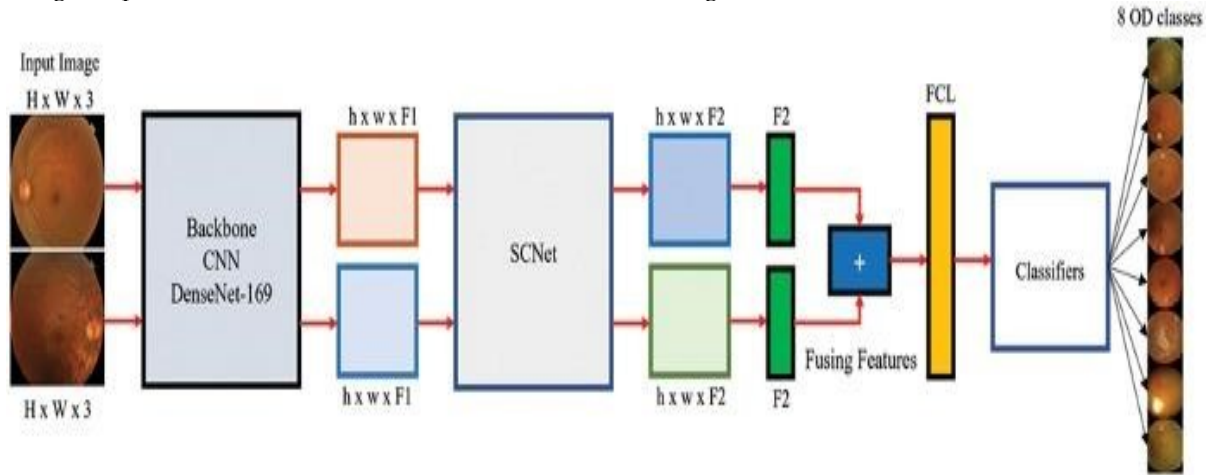 8 OD classes
Input Image
H x W x 3
h x w x F1
h x w x F2
F2
FCL
Backbone
CNN
DenseNet-169
SCNet
+
Classifiers
Fusing Features
h x w x F1
h x w x F2
F2
H x W x 3